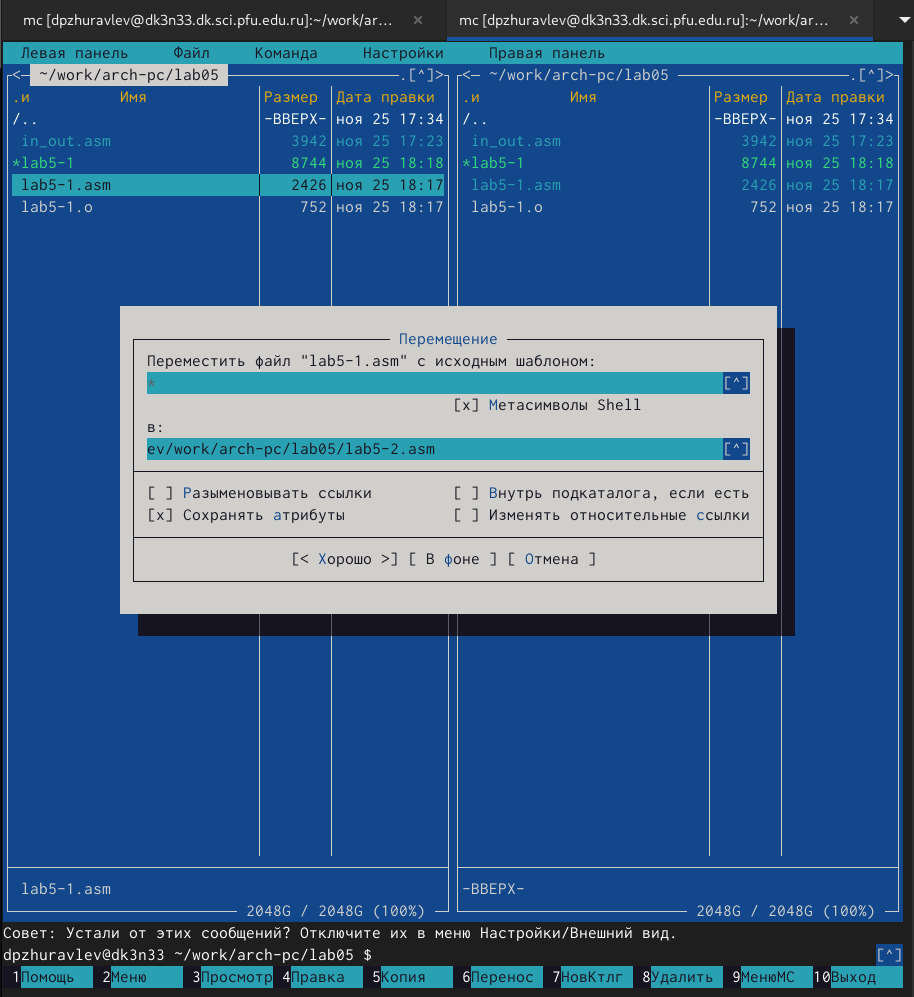 mc [dpzhuravlev@dk3n33.dk.sci.pfu.edu.ru]:~/work/ar... × mc [dpzhuravlev@dk3n33.dk.sci.pfu.edu.ru]:~/work/ar... ×
Левая панель Файл Команда Настройки Правая панель
<— ~/work/arch-pc/lab05 .[^]> <— ~/work/arch-pc/lab05 .[^]>
.и Имя Размер Дата правки .и Имя Размер Дата правки
/.. -ВВЕРХ- ноя 25 17:34 /.. -ВВЕРХ- ноя 25 17:34
in_out.asm 3942 ноя 25 17:23 in_out.asm 3942 ноя 25 17:23
*lab5-1 8744 ноя 25 18:18 *lab5-1 8744 ноя 25 18:18
lab5-1.asm 2426 ноя 25 18:17 lab5-1.asm 2426 ноя 25 18:17
lab5-1.o 752 ноя 25 18:17 lab5-1.o 752 ноя 25 18:17
Перемещение
Переместить файл "lab5-1.asm" с исходным шаблоном:
* [^]
[x] Метасимволы Shell
в:
ev/work/arch-pc/lab05/lab5-2.asm [^]
[ ] Разыменовывать ссылки [ ] Внутрь подкаталога, если есть
[x] Сохранять атрибуты [ ] Изменять относительные ссылки
[< Хорошо >] [ В фоне ] [ Отмена ]
lab5-1.asm -ВВЕРХ-
2048G / 2048G (100%) 2048G / 2048G (100%)
Совет: Устали от этих сообщений? Отключите их в меню Настройки/Внешний вид.
dpzhuravlev@dk3n33 ~/work/arch-pc/lab05 $ [^]
1Помощь 2Меню 3Просмотр 4Правка 5Копия 6Перенос 7НовКтлг 8Удалить 9МенюМС 10Выход